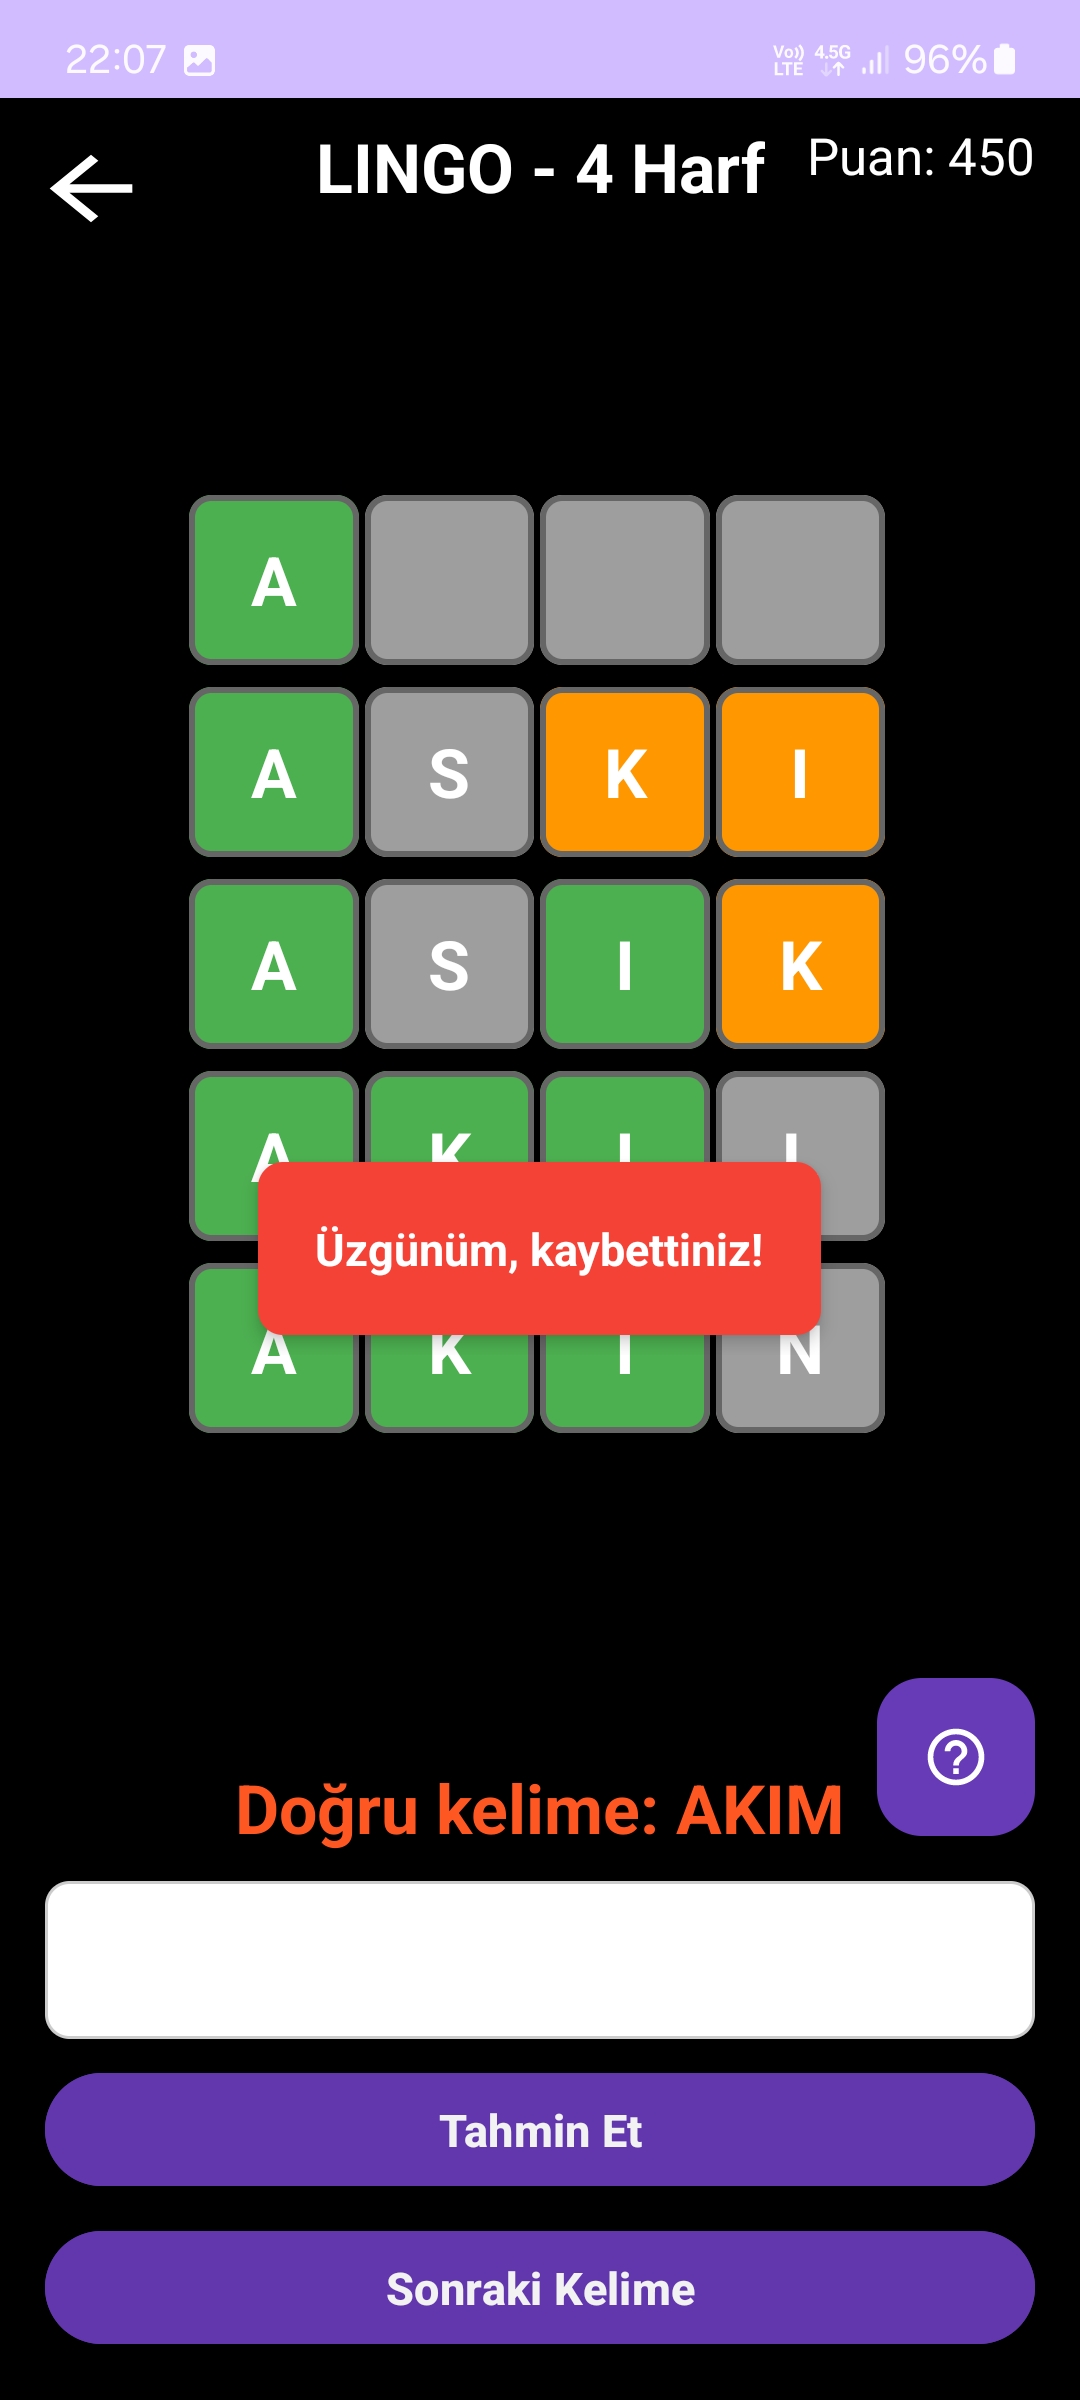 22:07 Vo)) LTE 4.5G 96%
LINGO - 4 Harf Puan: 450
A
A S K I
A S I K
A K I L
Üzgünüm, kaybettiniz!
A K I N
Doğru kelime: AKIM
Tahmin Et
Sonraki Kelime